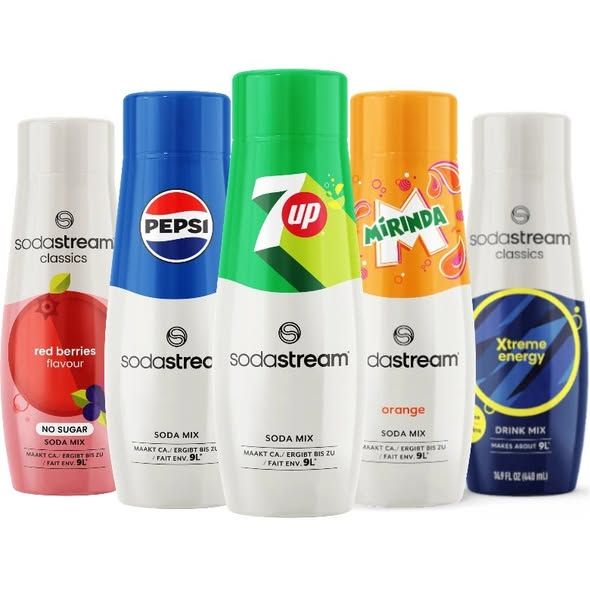 sodastream
classics
red berries
flavour
NO SUGAR
SODA MIX
MAAKT CA./ ERGIBT BIS ZU
/ FAIT ENV. 9L*
PEPSI
sodastream
SODA MIX
MAAKT CA./ ERGIBT BIS ZU
/ FAIT ENV. 9L*
7up
sodastream
SODA MIX
MAAKT CA./ ERGIBT BIS ZU
/ FAIT ENV. 9L*
MiRINDA
dastream
orange
SODA MIX
MAAKT CA./ ERGIBT BIS ZU
/ FAIT ENV. 9L*
sodastream
classics
Xtreme
energy
DRINK MIX
MAKES ABOUT 9L*
14.9 FL OZ (440 mL)